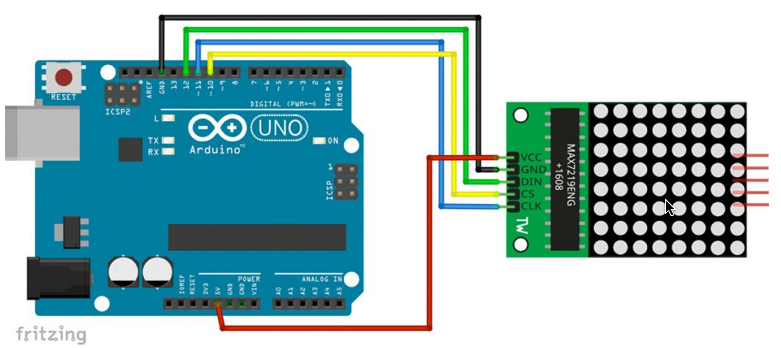 RESET
ICSP2
AREF
GND
13
12
~11
~10
~9
8
7
~6
~5
4
~3
2
TX▸1
RX◂0
DIGITAL (PWM=~)
L
TX
RX
UNO
Arduino™
ON
1
ICSP
IOREF
RESET
3V3
5V
GND
GND
VIN
POWER
ANALOG IN
A0
A1
A2
A3
A4
A5
VCC
GND
DIN
CS
CLK
MAX7219ENG
+1608
TW
fritzing